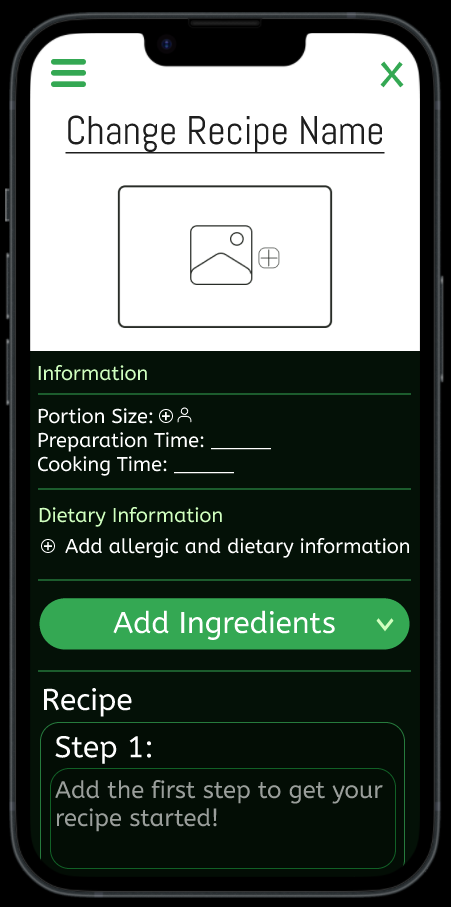 Change Recipe Name
Information
Portion Size:
Preparation Time: ______
Cooking Time: ______
Dietary Information
Add allergic and dietary information
Add Ingredients
Recipe
Step 1:
Add the first step to get your
recipe started!